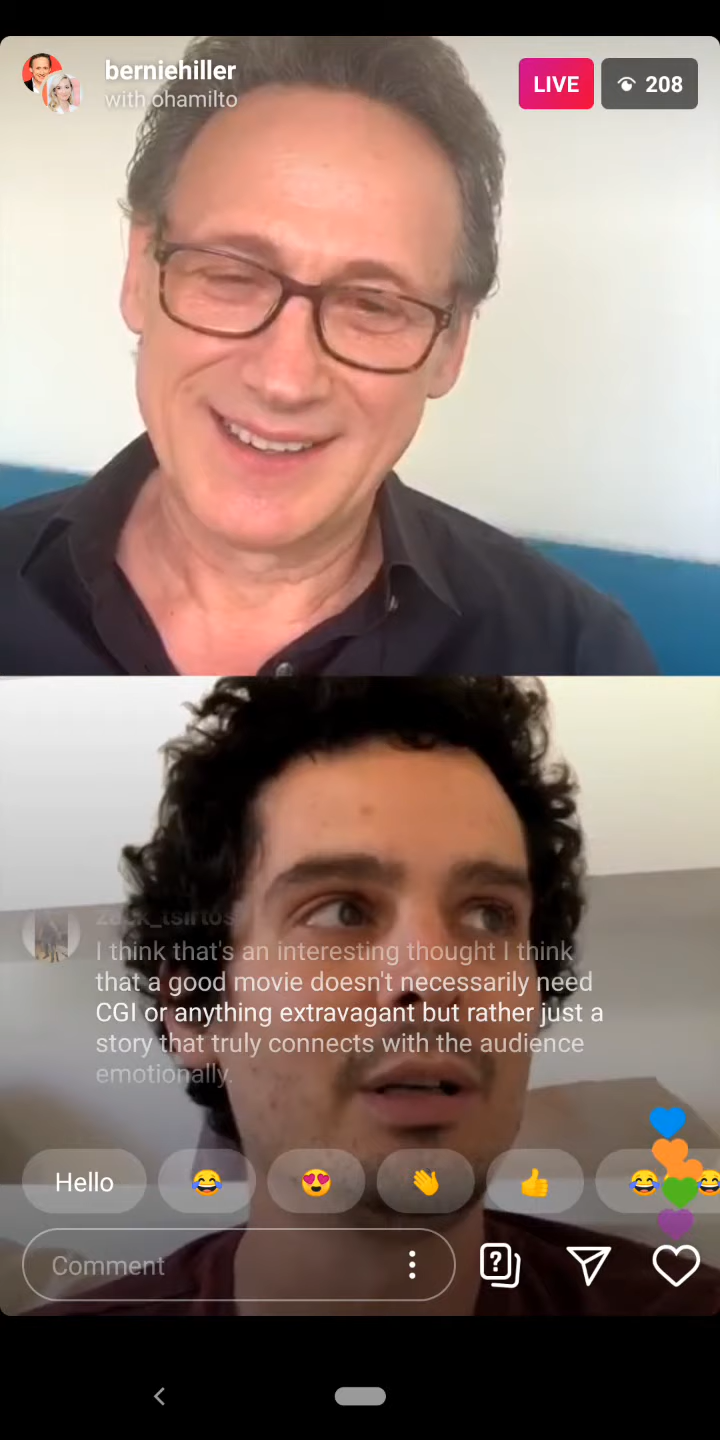 berniehiller
with ohamilto
LIVE
208
zack_tsirtos
I think that's an interesting thought I think
that a good movie doesn't necessarily need
CGI or anything extravagant but rather just a
story that truly connects with the audience
emotionally.
Hello
Comment